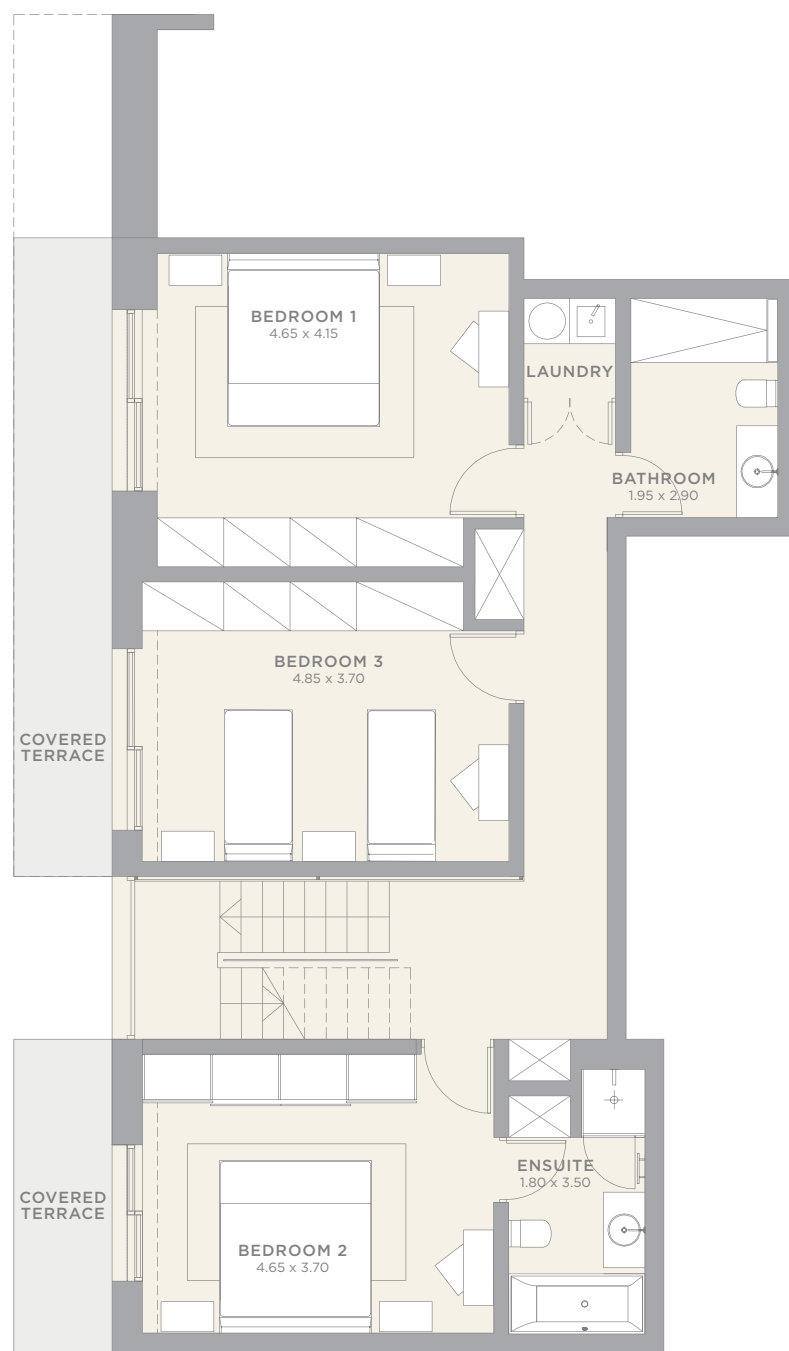 BEDROOM 1
4.65 x 4.15
LAUNDRY
BATHROOM
1.95 x 2.90
BEDROOM 3
4.85 x 3.70
COVERED
TERRACE
ENSUITE
1.80 x 3.50
COVERED
TERRACE
BEDROOM 2
4.65 x 3.70